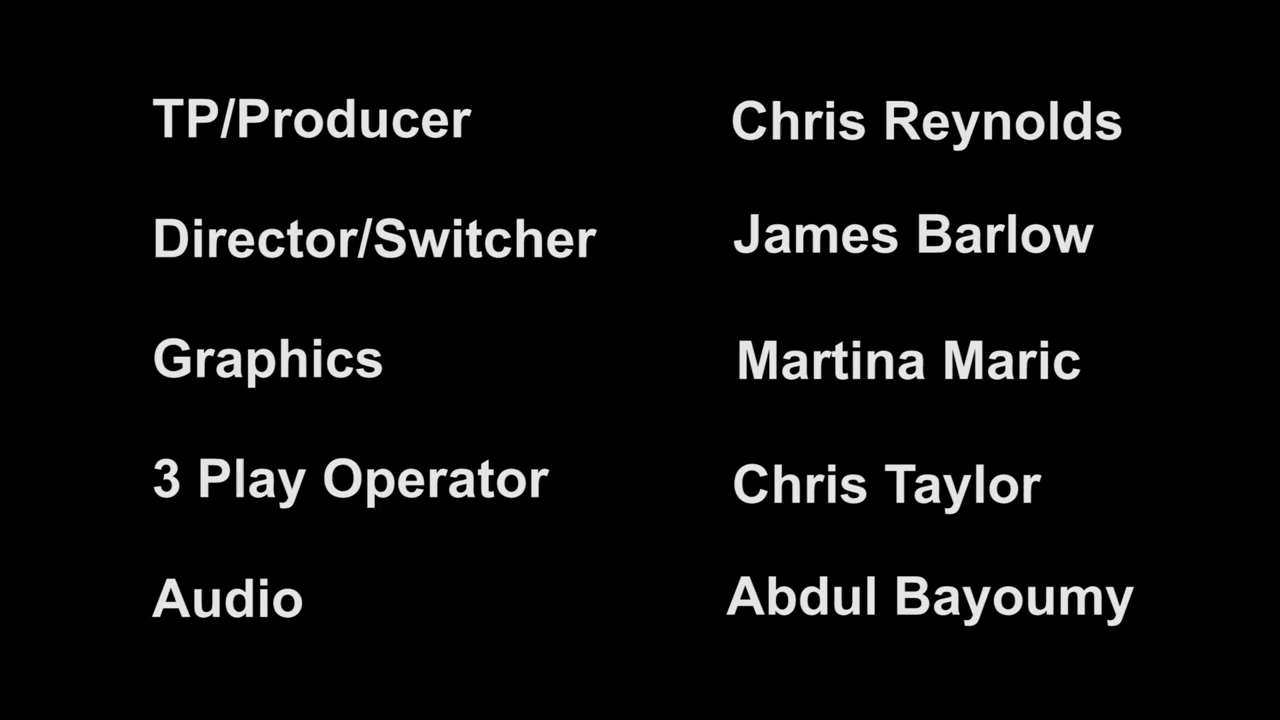 TP/Producer Chris Reynolds
Director/Switcher James Barlow
Graphics Martina Maric
3 Play Operator Chris Taylor
Audio Abdul Bayoumy